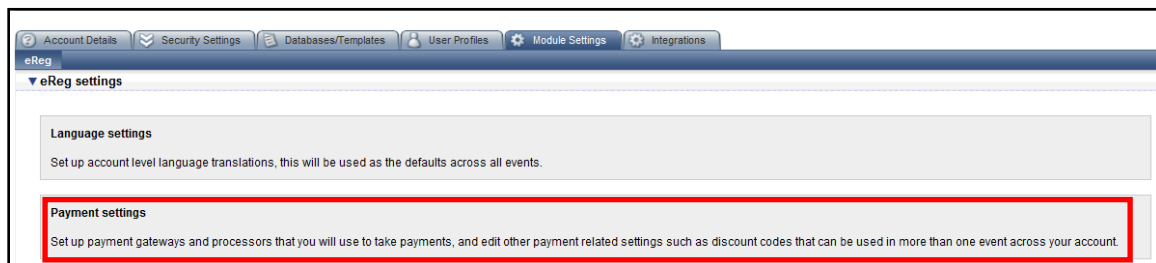 Account Details Security Settings Databases/Templates User Profiles Module Settings Integrations
eReg
eReg settings
Language settings
Set up account level language translations, this will be used as the defaults across all events.
Payment settings
Set up payment gateways and processors that you will use to take payments, and edit other payment related settings such as discount codes that can be used in more than one event across your account.